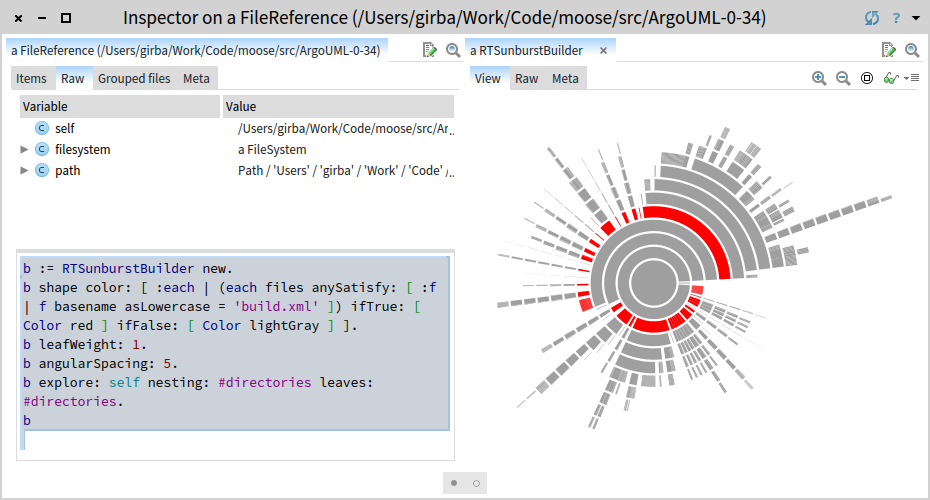 Inspector on a FileReference (/Users/girba/Work/Code/moose/src/ArgoUML-0-34)
?
a FileReference (/Users/girba/Work/Code/moose/src/ArgoUML-0-34)
Items Raw Grouped files Meta
Variable Value
C self /Users/girba/Work/Code/moose/src/Ar...
C filesystem a FileSystem
C path Path / 'Users' / 'girba' / 'Work' / 'Code' /...
b := RTSunburstBuilder new.
b shape color: [ :each | (each files anySatisfy: [ :f
| f basename asLowercase = 'build.xml' ]) ifTrue: [
Color red ] ifFalse: [ Color lightGray ] ].
b leafWeight: 1.
b angularSpacing: 5.
b explore: self nesting: #directories leaves:
#directories.
b
a RTSunburstBuilder
View Raw Meta